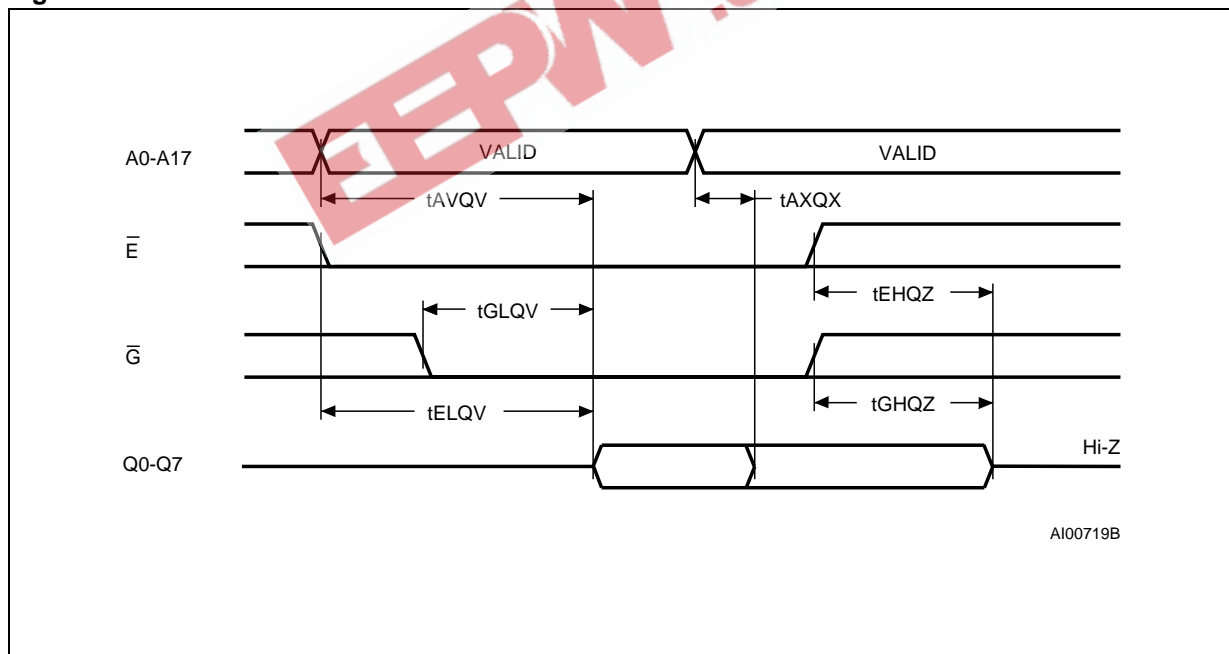 EEPW
A0-A17
VALID
VALID
tAVQV
tAXQX
E̅
tEHQZ
tGLQV
G̅
tGHQZ
tELQV
Q0-Q7
Hi-Z
AI00719B